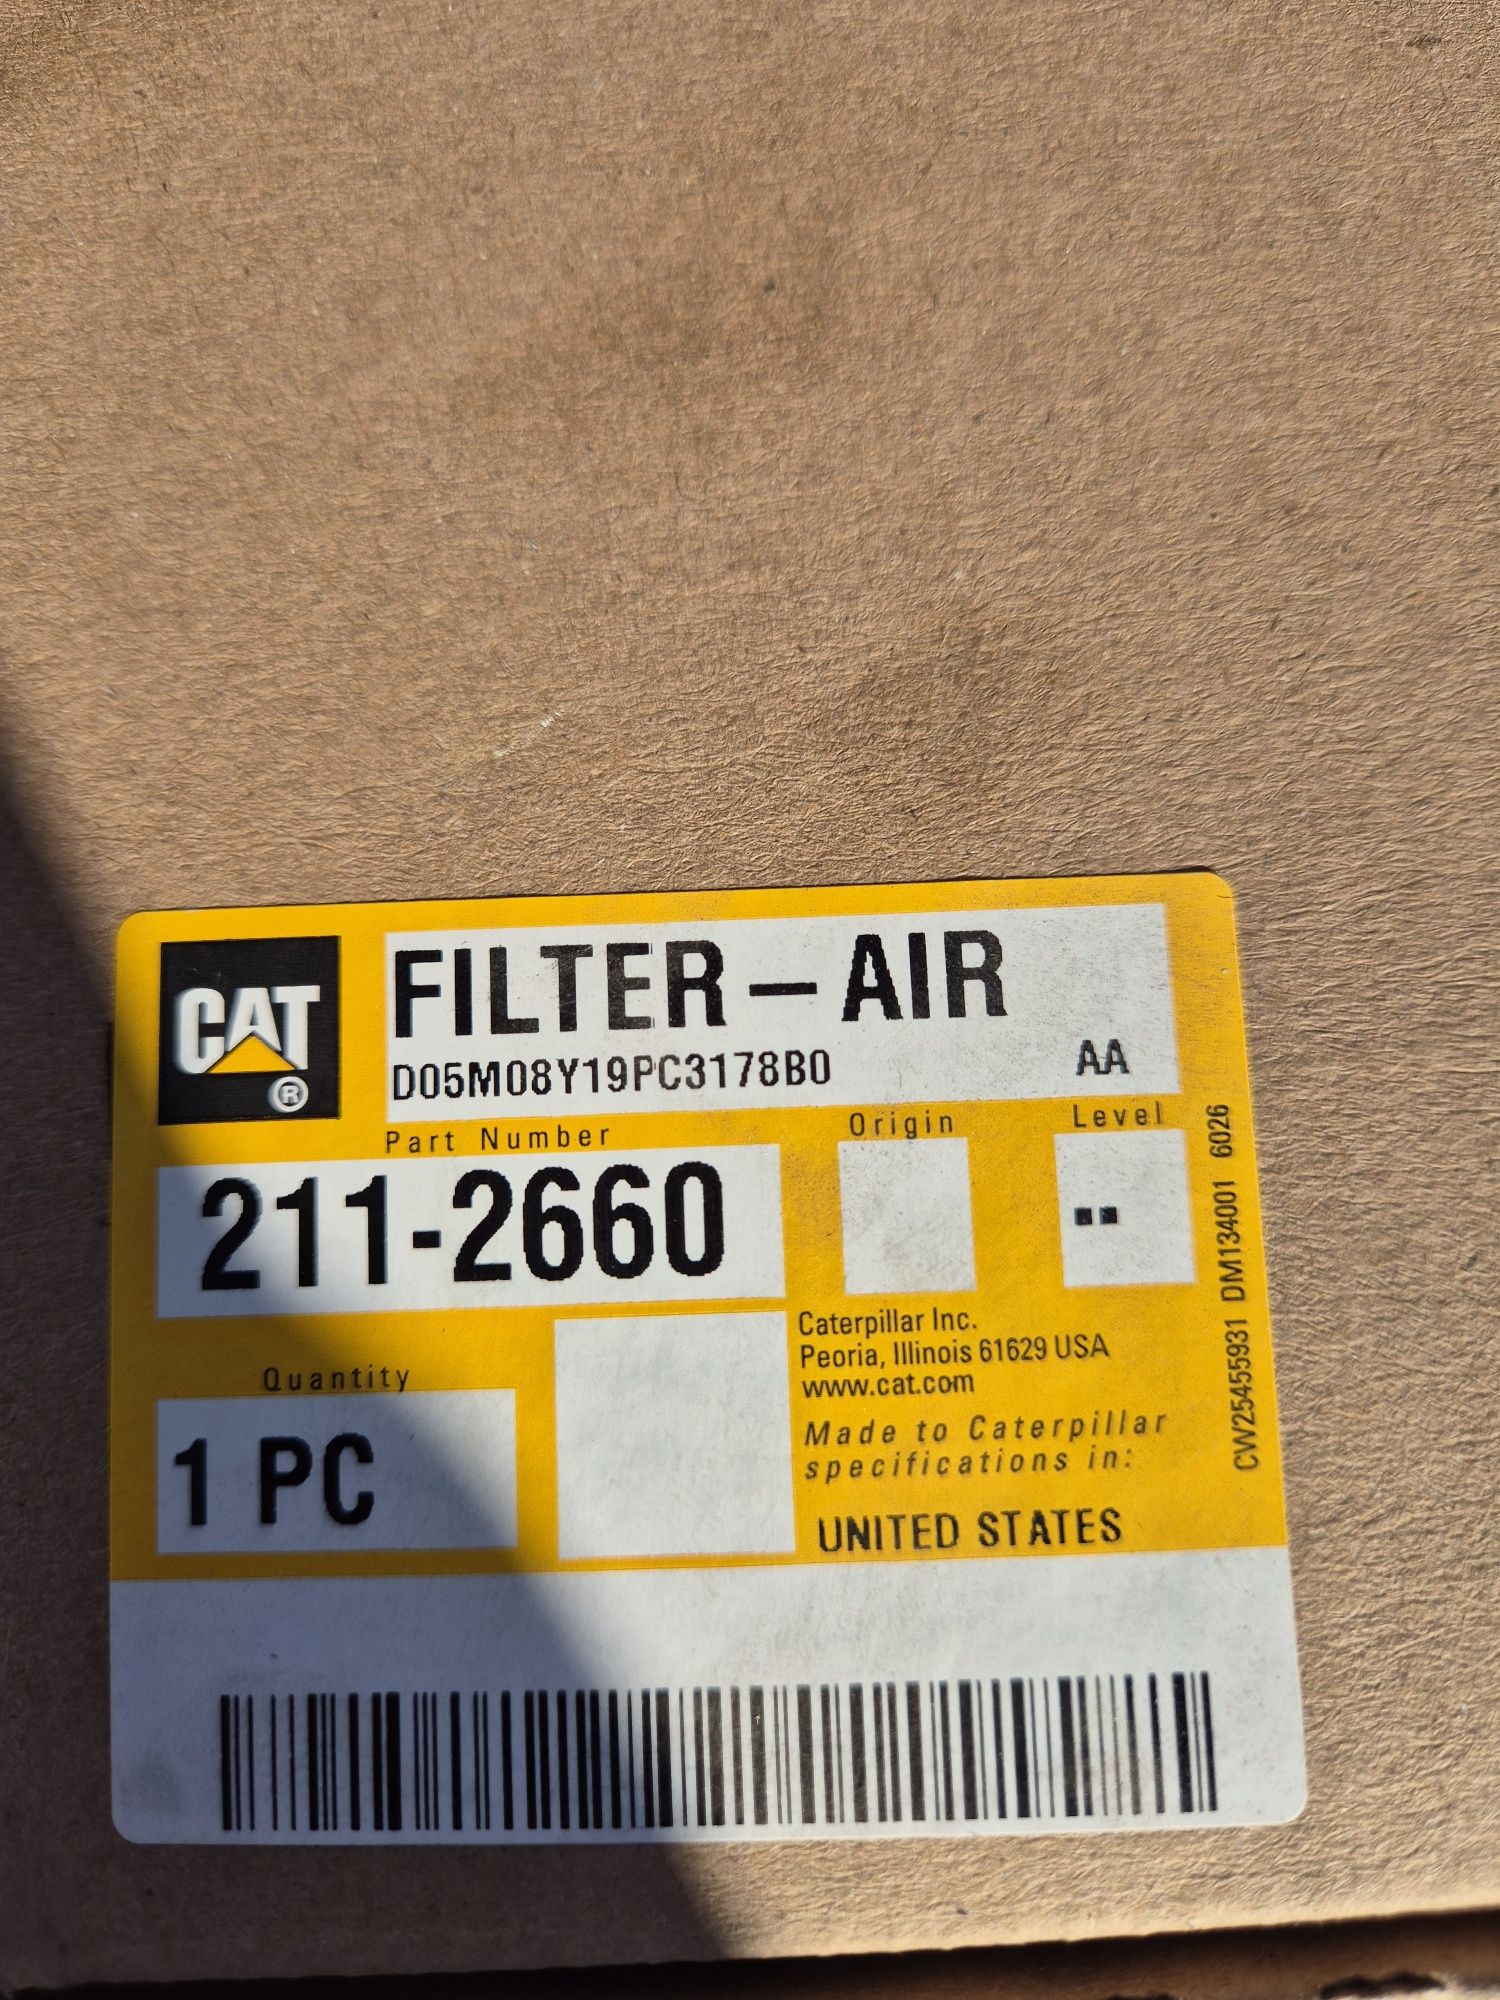 CAT
®
FILTER-AIR
D05M08Y19PC3178B0 AA
Part Number Origin Level
211-2660 --
Quantity
1 PC
Caterpillar Inc.
Peoria, Illinois 61629 USA
www.cat.com
Made to Caterpillar
specifications in:
UNITED STATES
CW25455931 DM134001 6026